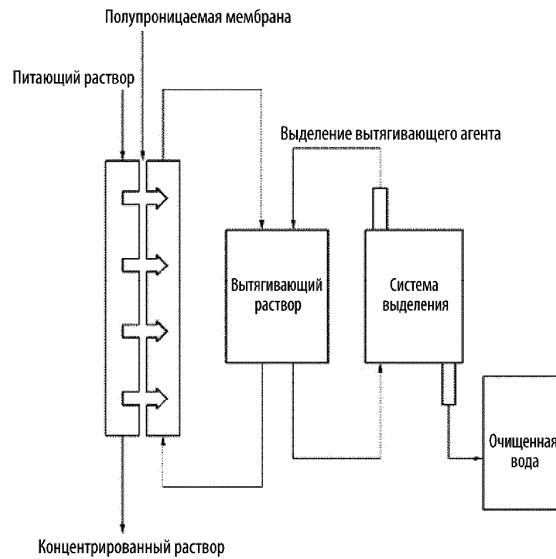 Полупроницаемая мембрана
Питающий раствор
Выделение вытягивающего агента
Вытягивающий
раствор
Система
выделения
Очищенная
вода
Концентрированный раствор